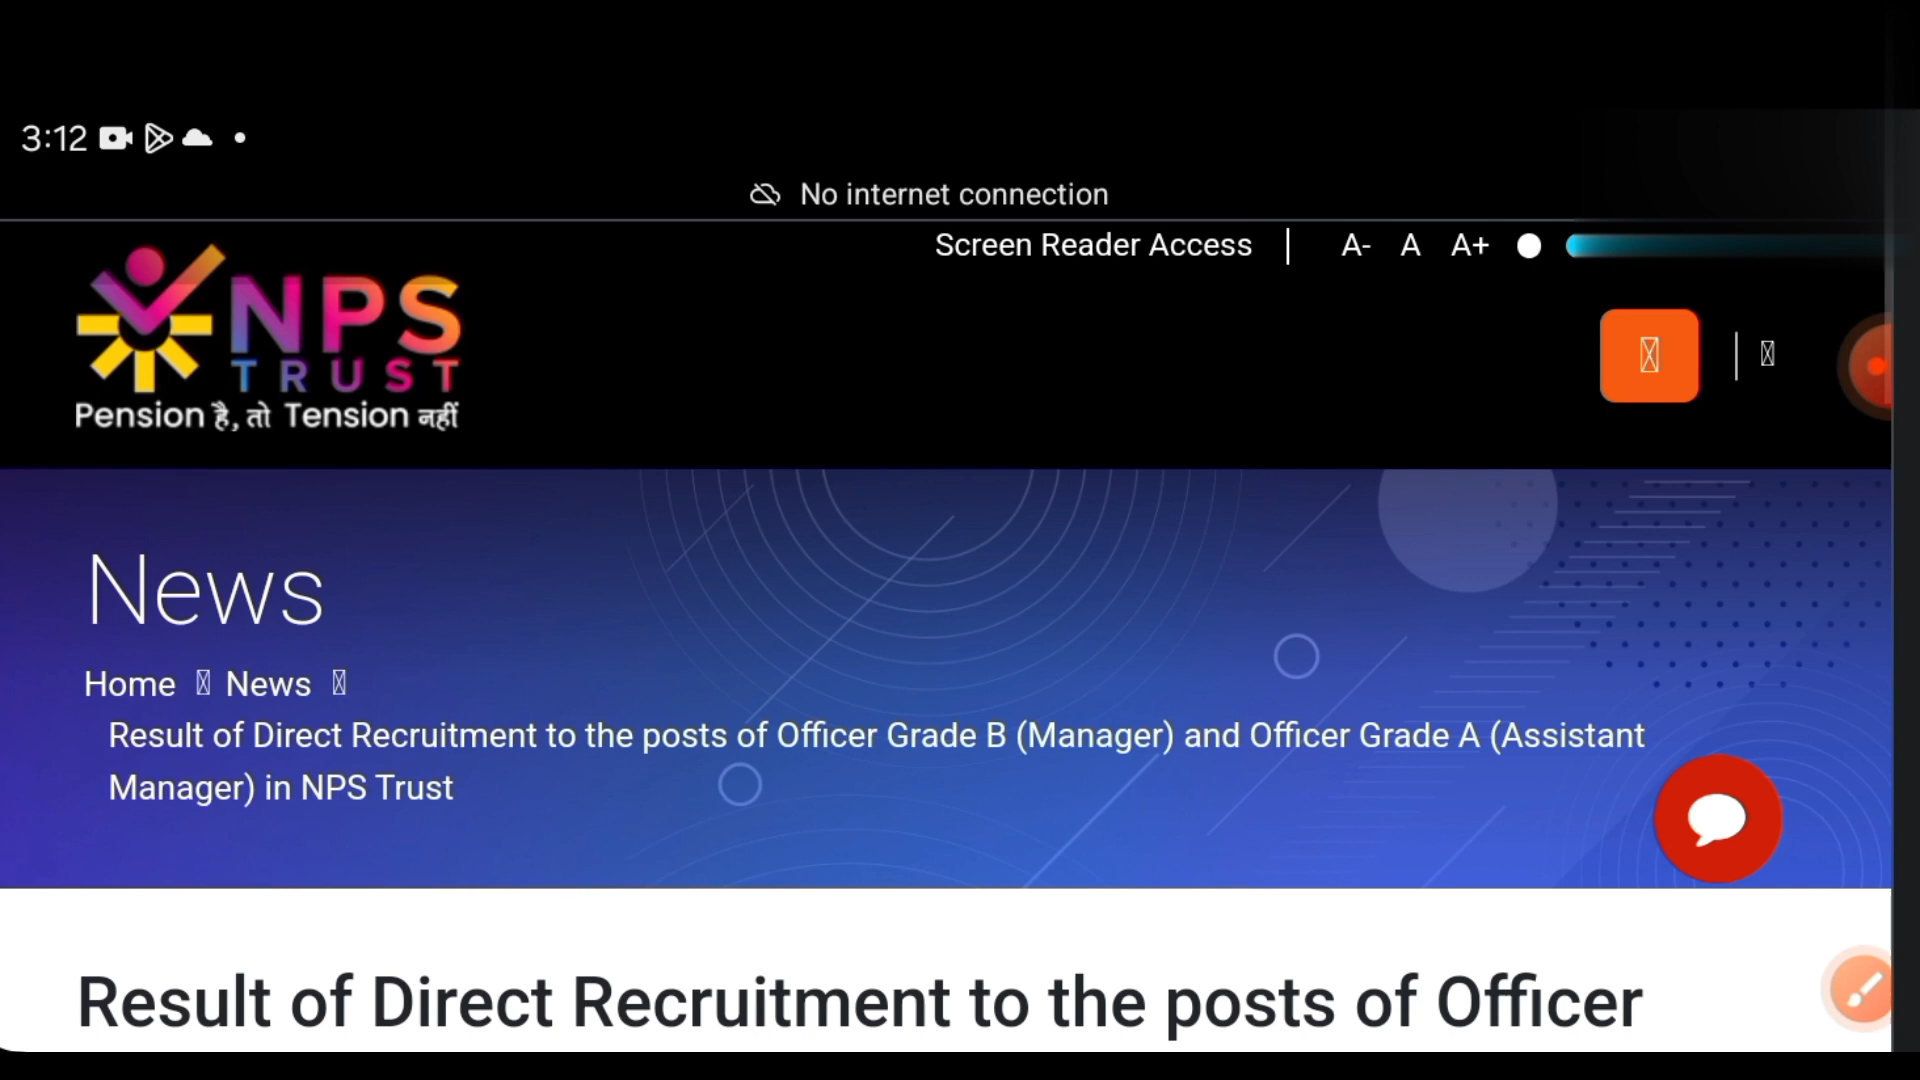 3:12
No internet connection
Screen Reader Access | A- A A+
NPS
TRUST
Pension है, तो Tension नहीं
News
Home News
Result of Direct Recruitment to the posts of Officer Grade B (Manager) and Officer Grade A (Assistant
Manager) in NPS Trust
Result of Direct Recruitment to the posts of Officer